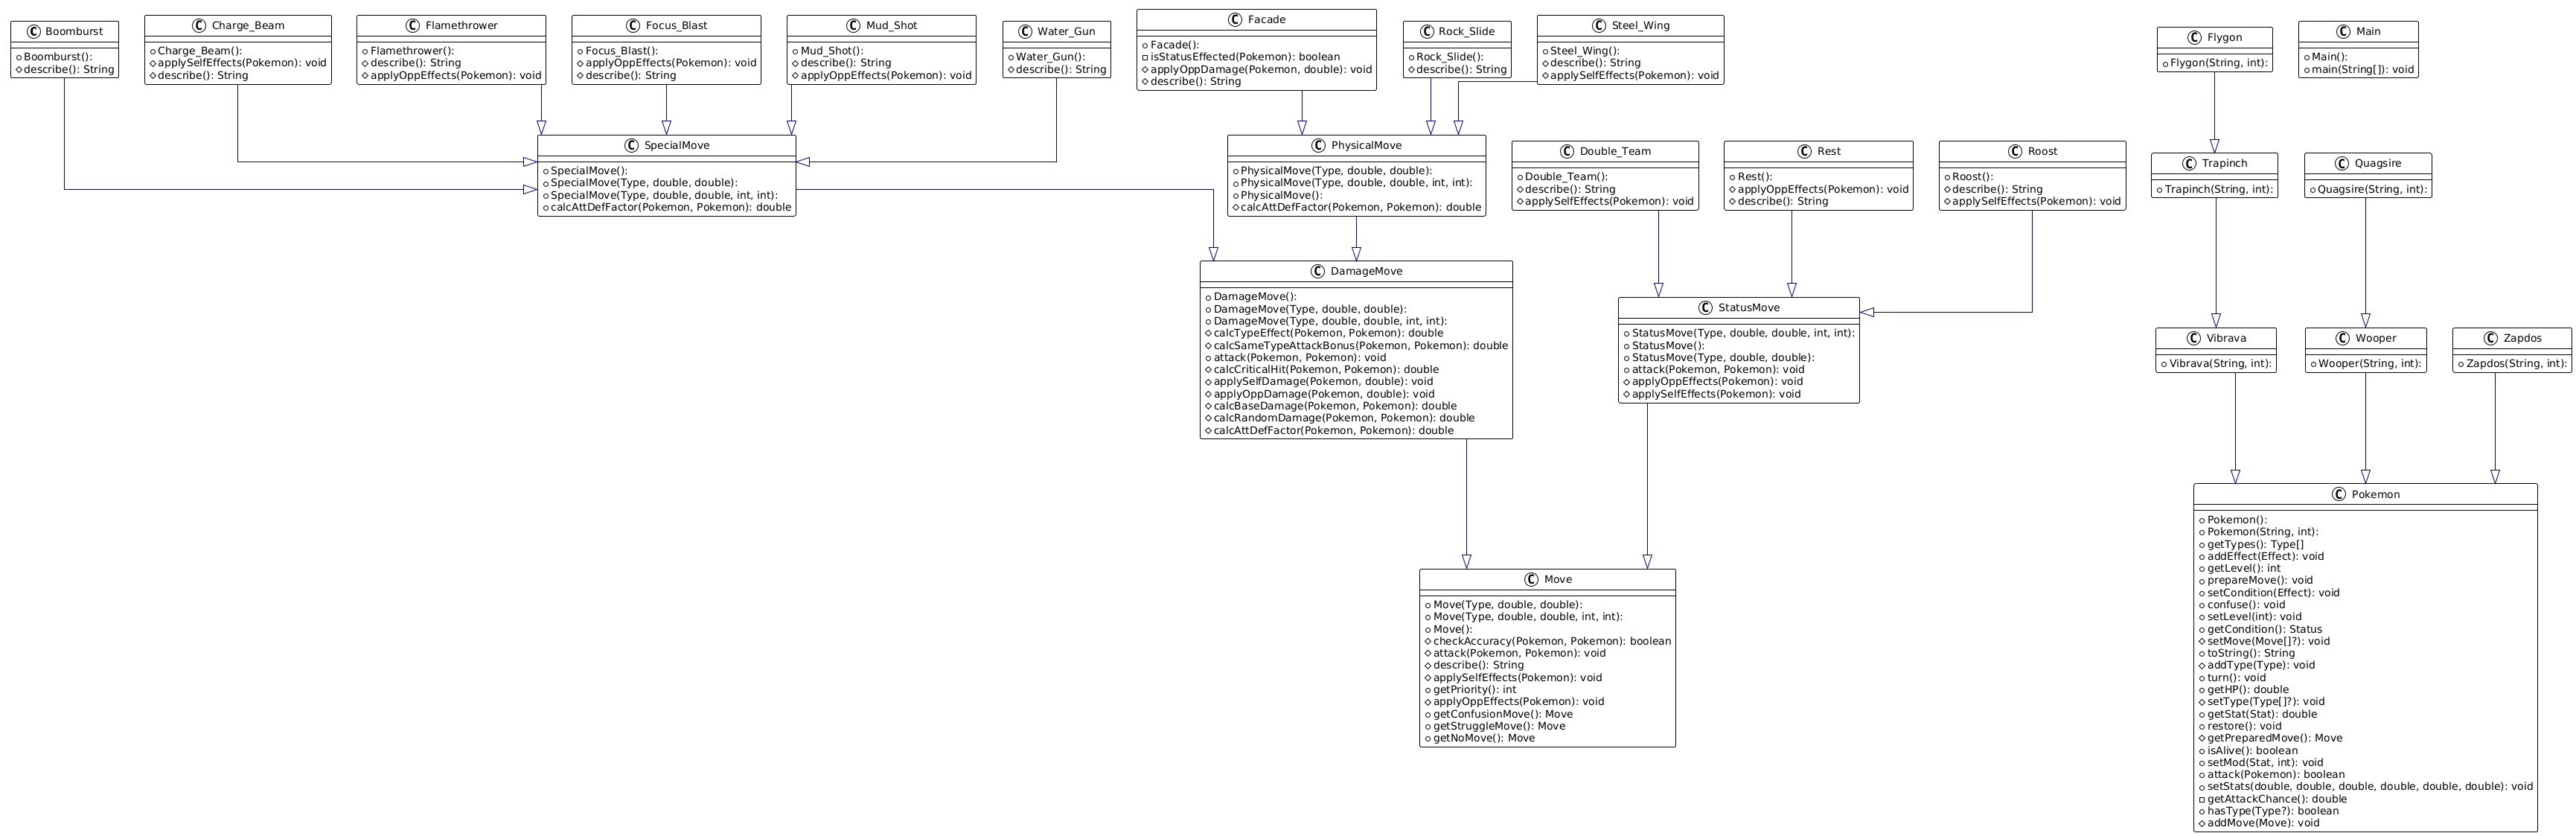 Boomburst
Boomburst():
describe(): String
Charge_Beam
Charge_Beam():
applySelfEffects(Pokemon): void
describe(): String
Flamethrower
Flamethrower():
describe(): String
applyOppEffects(Pokemon): void
Focus_Blast
Focus_Blast():
applyOppEffects(Pokemon): void
describe(): String
Mud_Shot
Mud_Shot():
describe(): String
applyOppEffects(Pokemon): void
Water_Gun
Water_Gun():
describe(): String
Facade
Facade():
isStatusEffected(Pokemon): boolean
applyOppDamage(Pokemon, double): void
describe(): String
Rock_Slide
Rock_Slide():
describe(): String
Steel_Wing
Steel_Wing():
describe(): String
applySelfEffects(Pokemon): void
Flygon
Flygon(String, int):
Main
Main():
main(String[]): void
SpecialMove
SpecialMove():
SpecialMove(Type, double, double):
SpecialMove(Type, double, double, int, int):
calcAttDefFactor(Pokemon, Pokemon): double
PhysicalMove
PhysicalMove(Type, double, double):
PhysicalMove(Type, double, double, int, int):
PhysicalMove():
calcAttDefFactor(Pokemon, Pokemon): double
Double_Team
Double_Team():
describe(): String
applySelfEffects(Pokemon): void
Rest
Rest():
applyOppEffects(Pokemon): void
describe(): String
Roost
Roost():
describe(): String
applySelfEffects(Pokemon): void
Trapinch
Trapinch(String, int):
Quagsire
Quagsire(String, int):
DamageMove
DamageMove():
DamageMove(Type, double, double):
DamageMove(Type, double, double, int, int):
calcTypeEffect(Pokemon, Pokemon): double
calcSameTypeAttackBonus(Pokemon, Pokemon): double
attack(Pokemon, Pokemon): void
calcCriticalHit(Pokemon, Pokemon): double
applySelfDamage(Pokemon, double): void
applyOppDamage(Pokemon, double): void
calcBaseDamage(Pokemon, Pokemon): double
calcRandomDamage(Pokemon, Pokemon): double
calcAttDefFactor(Pokemon, Pokemon): double
StatusMove
StatusMove(Type, double, double, int, int):
StatusMove():
StatusMove(Type, double, double):
attack(Pokemon, Pokemon): void
applyOppEffects(Pokemon): void
applySelfEffects(Pokemon): void
Vibrava
Vibrava(String, int):
Wooper
Wooper(String, int):
Zapdos
Zapdos(String, int):
Move
Move(Type, double, double):
Move(Type, double, double, int, int):
Move():
checkAccuracy(Pokemon, Pokemon): boolean
attack(Pokemon, Pokemon): void
describe(): String
applySelfEffects(Pokemon): void
getPriority(): int
applyOppEffects(Pokemon): void
getConfusionMove(): Move
getStruggleMove(): Move
getNoMove(): Move
Pokemon
Pokemon():
Pokemon(String, int):
getTypes(): Type[]
addEffect(Effect): void
getLevel(): int
prepareMove(): void
setCondition(Effect): void
confuse(): void
setLevel(int): void
getCondition(): Status
setMove(Move[]?): void
toString(): String
addType(Type): void
turn(): void
getHP(): double
setType(Type[]?): void
getStat(Stat): double
restore(): void
getPreparedMove(): Move
isAlive(): boolean
setMod(Stat, int): void
attack(Pokemon): boolean
setStats(double, double, double, double, double, double): void
getAttackChance(): double
hasType(Type?): boolean
addMove(Move): void